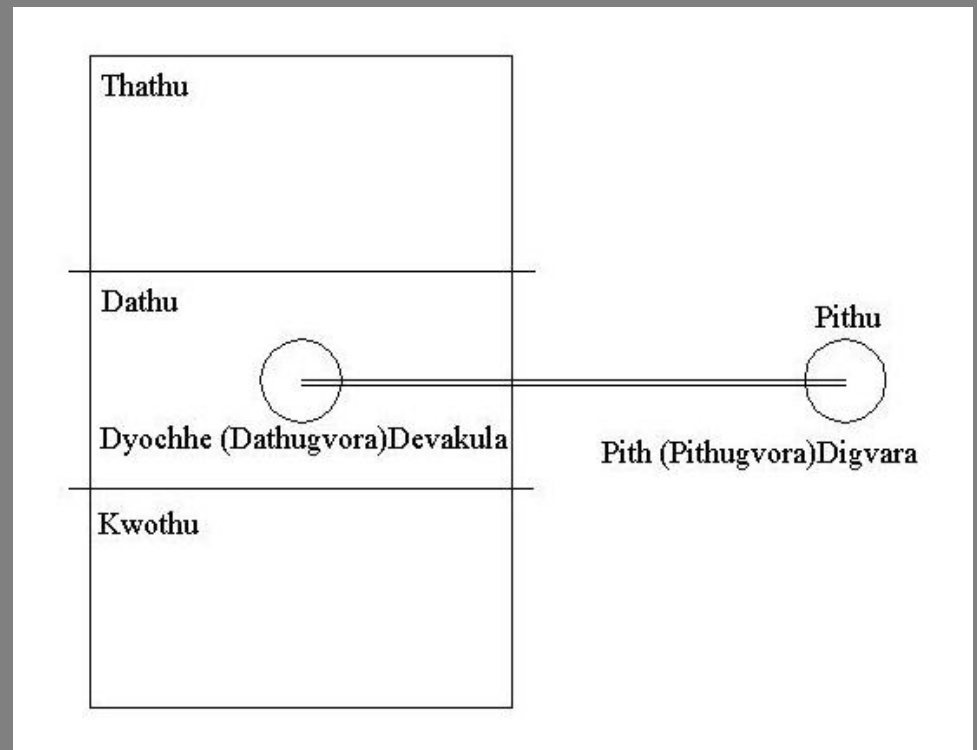 Thathu
Dathu
Pithu
Dyochhe (Dathugvora)Devakula
Pith (Pithugvora)Digvara
Kwothu